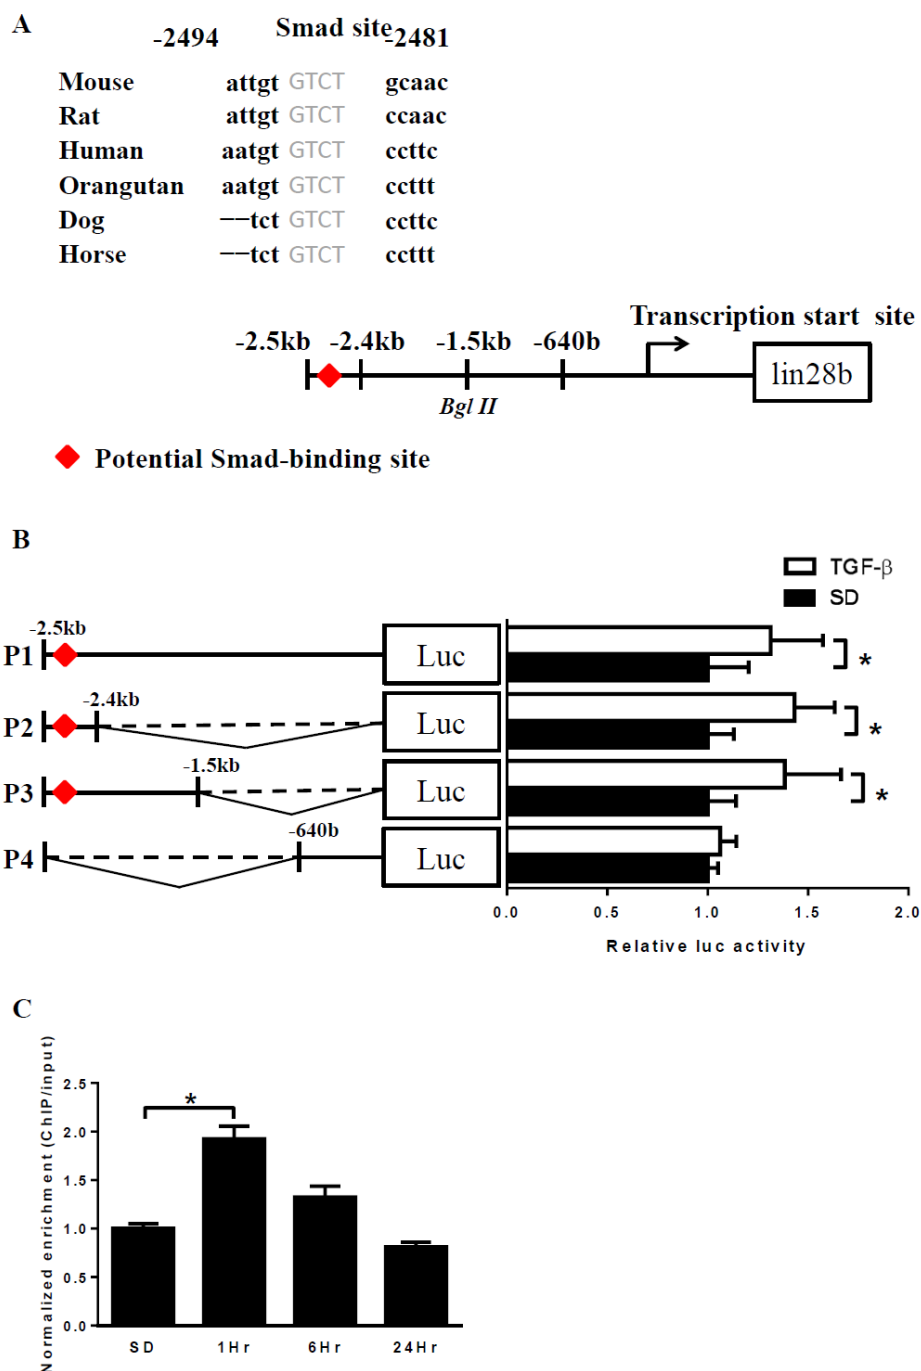 A
Smad site
-2494 -2481
Mouse attgt GTCT gcaac
Rat attgt GTCT ccaac
Human aatgt GTCT ccttc
Orangutan aatgt GTCT ccttt
Dog −−tct GTCT ccttc
Horse −−tct GTCT ccttt
Transcription start site
-2.5kb -2.4kb -1.5kb -640b
lin28b
Bgl II
Potential Smad-binding site
B
TGF-β
SD
-2.5kb
P1 Luc *
-2.4kb
P2 Luc *
-1.5kb
P3 Luc *
-640b
P4 Luc
0.0 0.5 1.0 1.5 2.0
Relative luc activity
C
Normalized enrichment (ChIP/input)
2.5
*
2.0
1.5
1.0
0.5
0.0
SD 1Hr 6Hr 24Hr